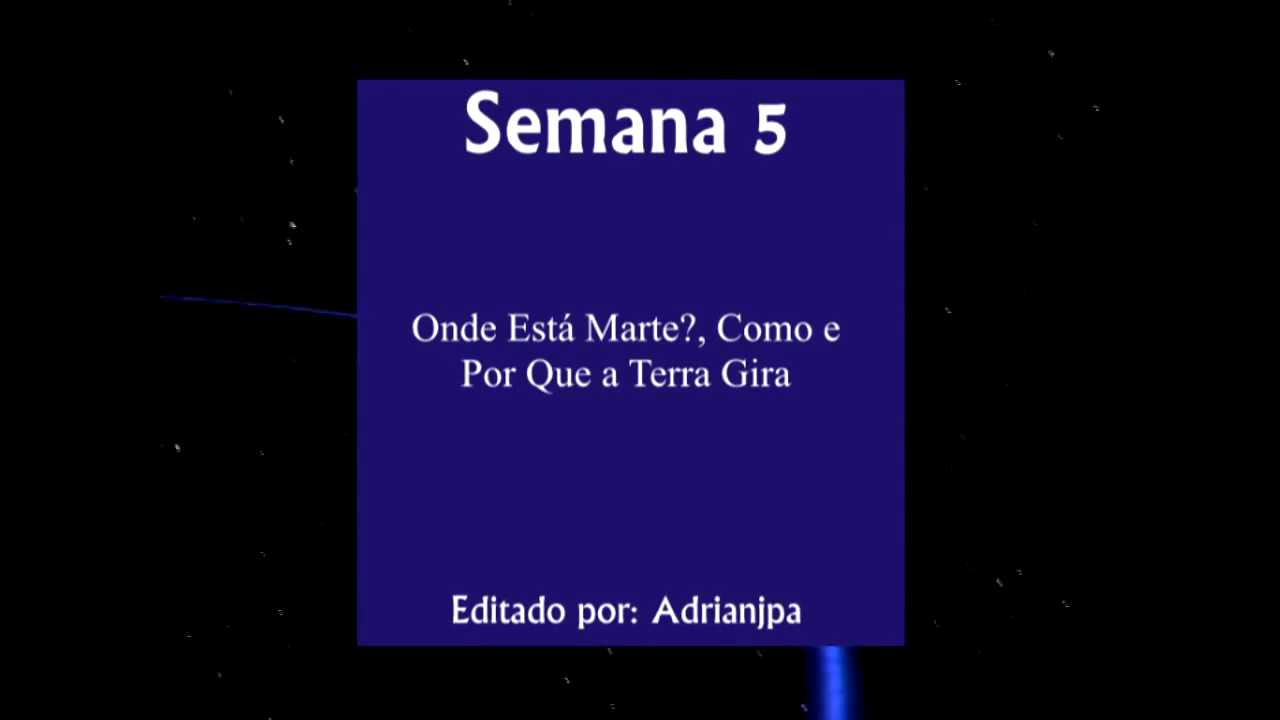 Semana 5
Onde Está Marte?, Como e
Por Que a Terra Gira
Editado por: Adrianjpa